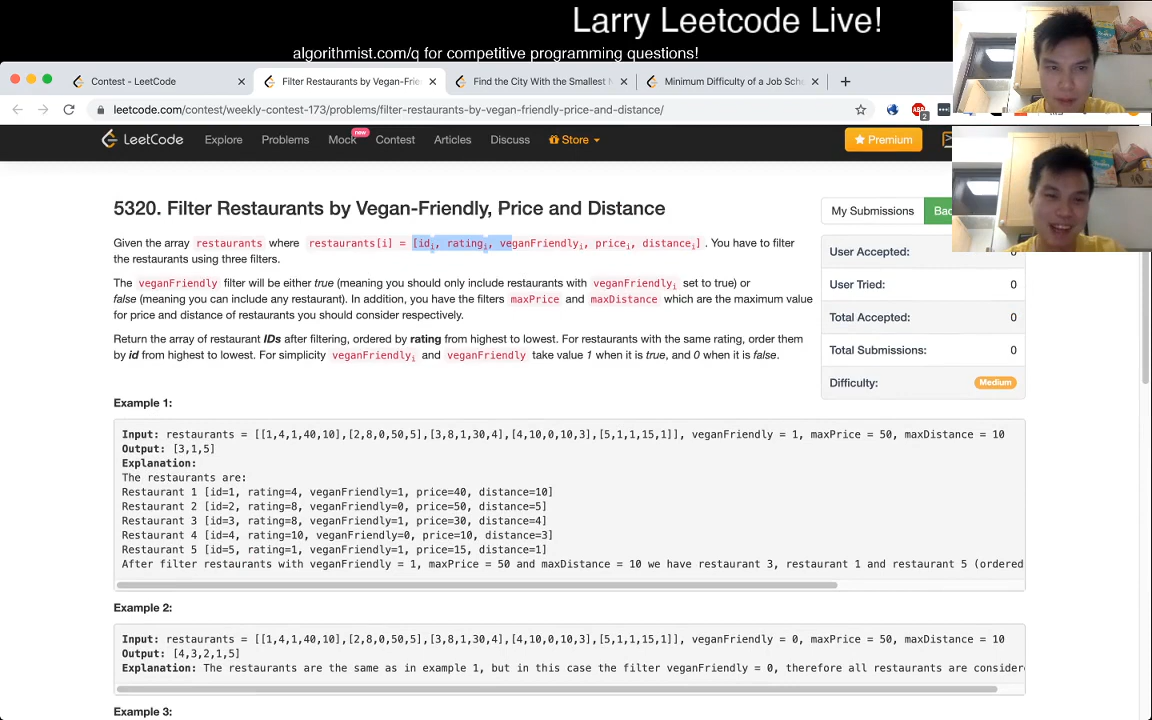 Larry Leetcode Live!
algorithmist.com/q for competitive programming questions!
Contest - LeetCode
Filter Restaurants by Vegan-Frie
Find the City With the Smallest N
Minimum Difficulty of a Job Sch
leetcode.com/contest/weekly-contest-173/problems/filter-restaurants-by-vegan-friendly-price-and-distance/
ABP 2
LeetCode Explore Problems Mock new Contest Articles Discuss Store Premium
5320. Filter Restaurants by Vegan-Friendly, Price and Distance
My Submissions
Given the array restaurants where restaurants[i] = [idi, ratingi, veganFriendlyi, pricei, distancei]. You have to filter
the restaurants using three filters.
The veganFriendly filter will be either true (meaning you should only include restaurants with veganFriendlyi set to true) or
false (meaning you can include any restaurant). In addition, you have the filters maxPrice and maxDistance which are the maximum value
for price and distance of restaurants you should consider respectively.
Return the array of restaurant IDs after filtering, ordered by rating from highest to lowest. For restaurants with the same rating, order them
by id from highest to lowest. For simplicity veganFriendlyi and veganFriendly take value 1 when it is true, and 0 when it is false.
User Accepted: 0
User Tried: 0
Total Accepted: 0
Total Submissions: 0
Difficulty: Medium
Example 1:
Input: restaurants = [[1,4,1,40,10],[2,8,0,50,5],[3,8,1,30,4],[4,10,0,10,3],[5,1,1,15,1]], veganFriendly = 1, maxPrice = 50, maxDistance = 10
Output: [3,1,5]
Explanation:
The restaurants are:
Restaurant 1 [id=1, rating=4, veganFriendly=1, price=40, distance=10]
Restaurant 2 [id=2, rating=8, veganFriendly=0, price=50, distance=5]
Restaurant 3 [id=3, rating=8, veganFriendly=1, price=30, distance=4]
Restaurant 4 [id=4, rating=10, veganFriendly=0, price=10, distance=3]
Restaurant 5 [id=5, rating=1, veganFriendly=1, price=15, distance=1]
After filter restaurants with veganFriendly = 1, maxPrice = 50 and maxDistance = 10 we have restaurant 3, restaurant 1 and restaurant 5 (ordered
Example 2:
Input: restaurants = [[1,4,1,40,10],[2,8,0,50,5],[3,8,1,30,4],[4,10,0,10,3],[5,1,1,15,1]], veganFriendly = 0, maxPrice = 50, maxDistance = 10
Output: [4,3,2,1,5]
Explanation: The restaurants are the same as in example 1, but in this case the filter veganFriendly = 0, therefore all restaurants are consider
Example 3: